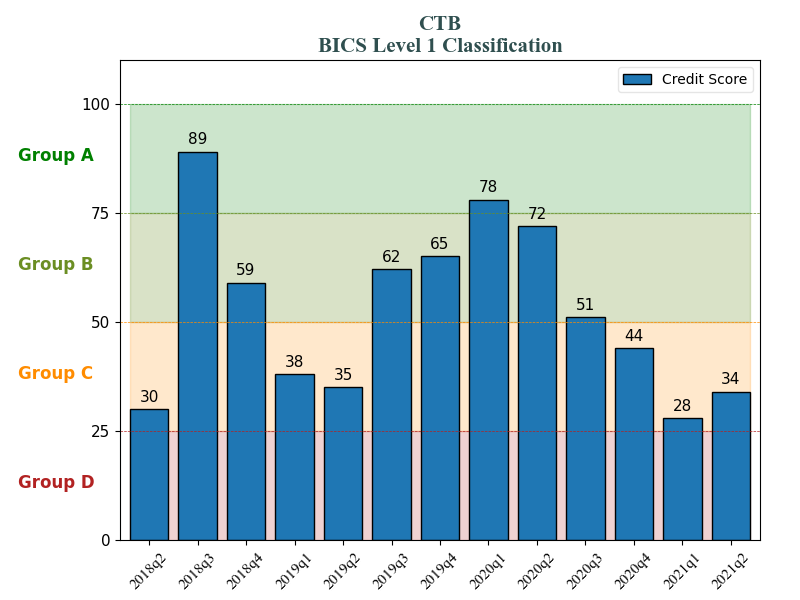 CTB
BICS Level 1 Classification
Credit Score
100
75
50
25
0
Group A
Group B
Group C
Group D
30
89
59
38
35
62
65
78
72
51
44
28
34
2018q2
2018q3
2018q4
2019q1
2019q2
2019q3
2019q4
2020q1
2020q2
2020q3
2020q4
2021q1
2021q2